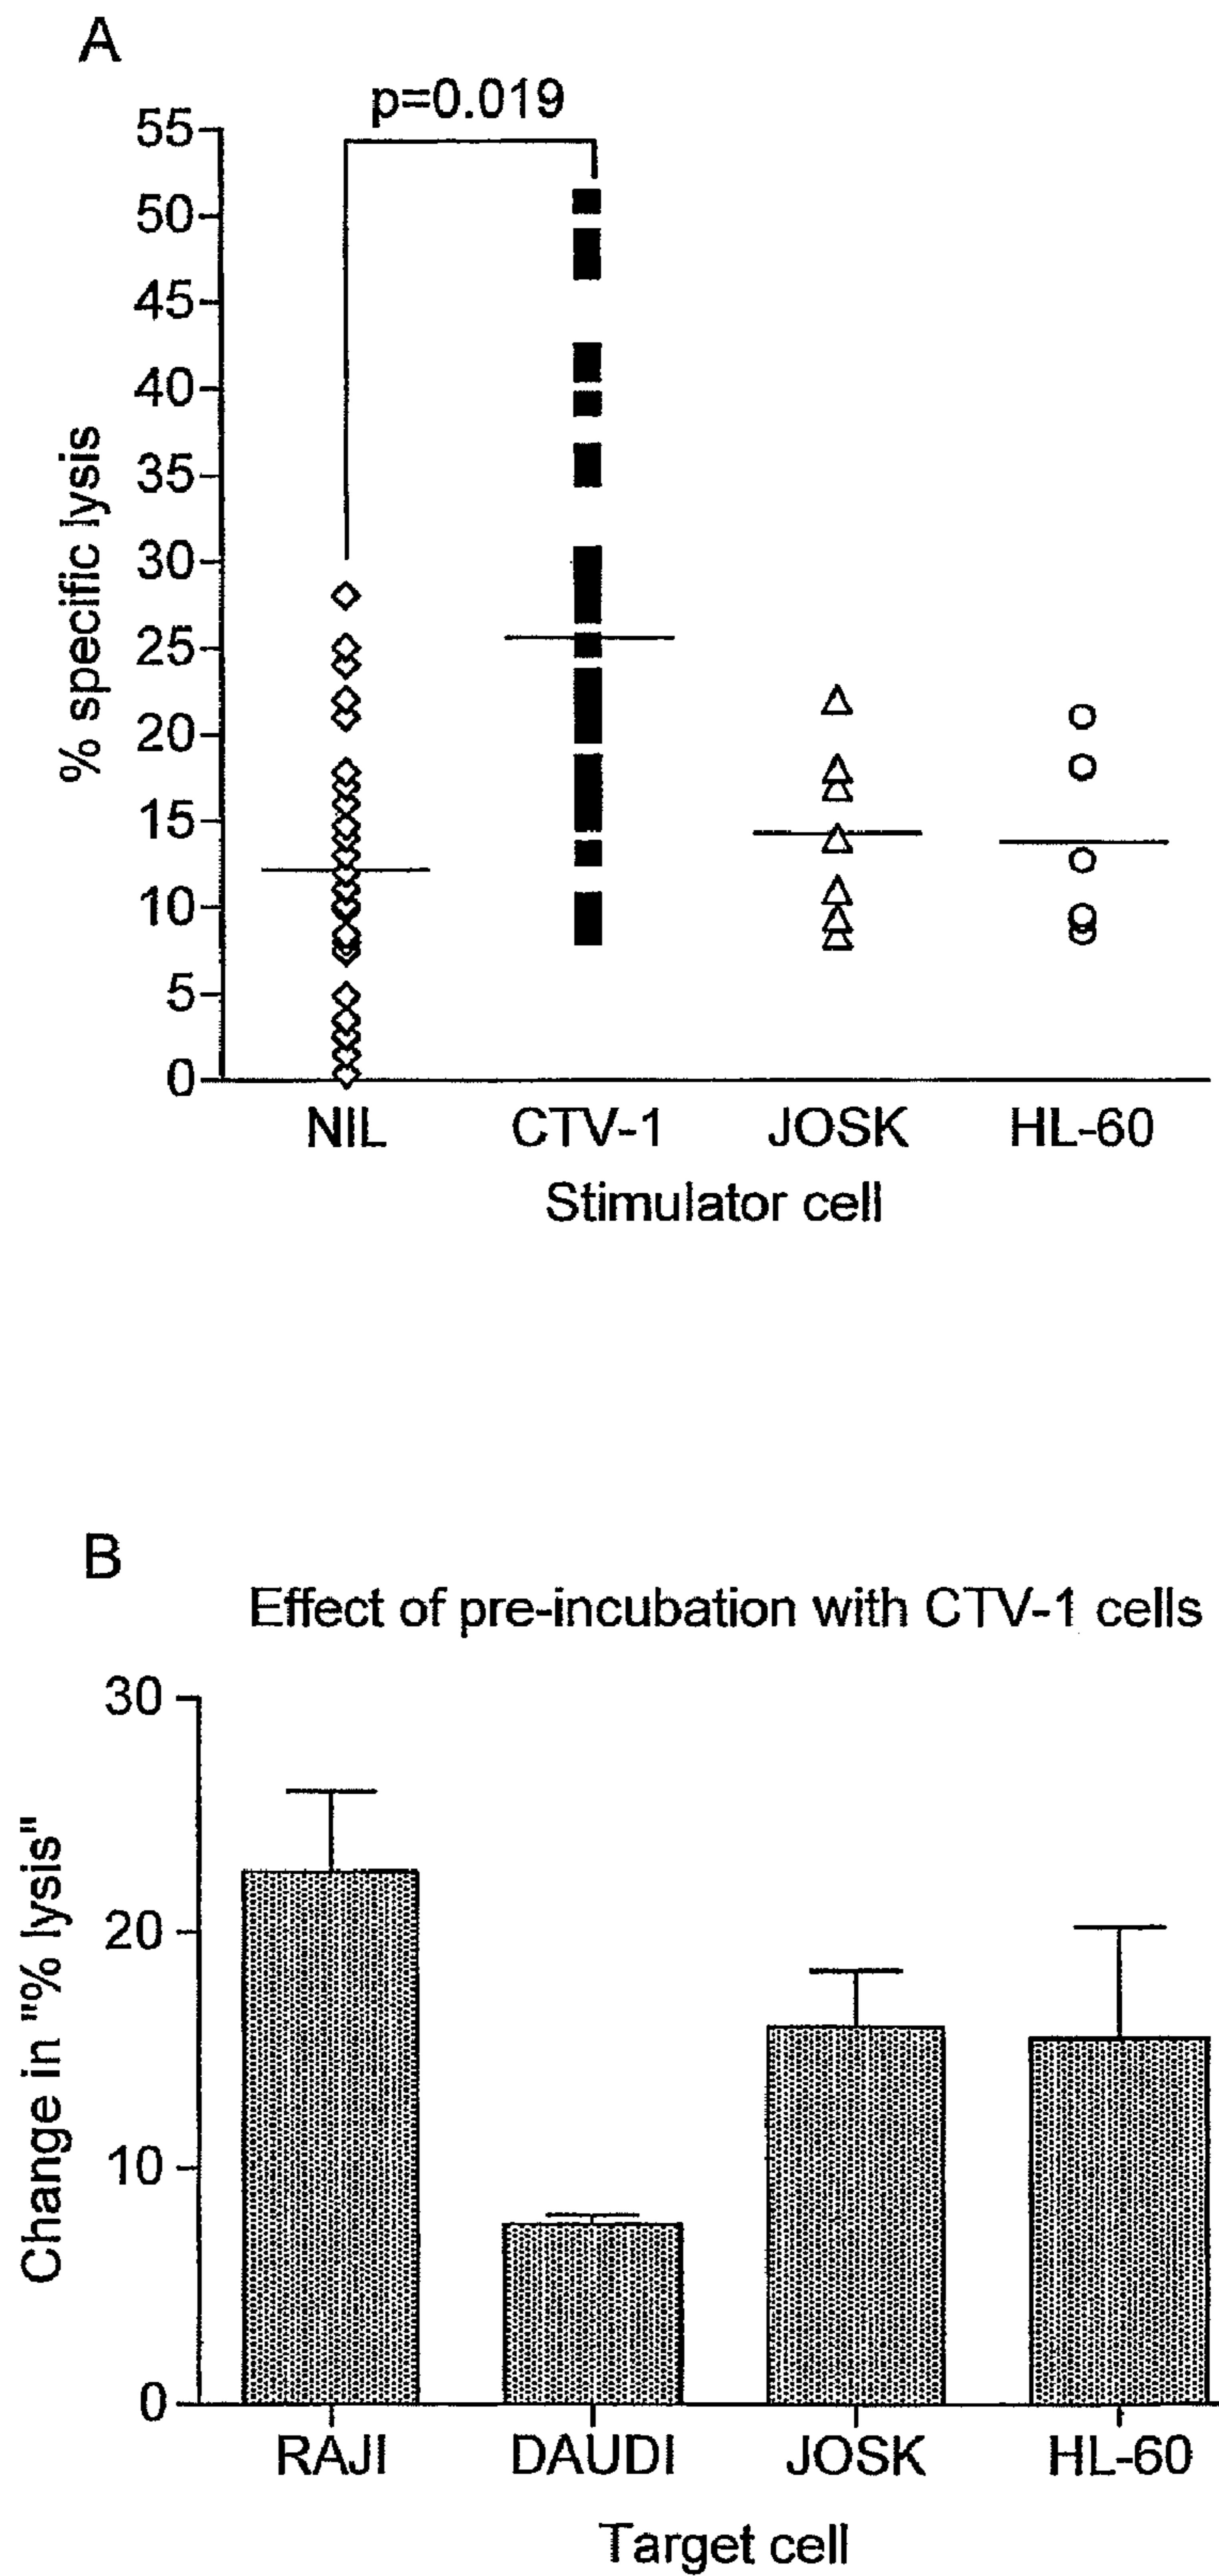 A
p=0.019
55
50
45
40
35
30
25
20
15
10
5
0
% specific lysis
NIL CTV-1 JOSK HL-60
Stimulator cell
B
Effect of pre-incubation with CTV-1 cells
30
20
10
0
Change in "% lysis"
RAJI DAUDI JOSK HL-60
Target cell